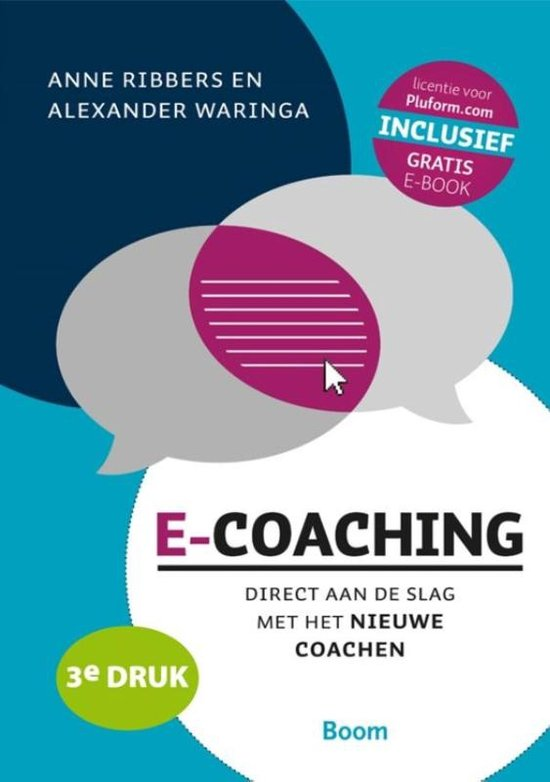 ANNE RIBBERS EN
ALEXANDER WARINGA
licentie voor
Pluform.com
INCLUSIEF
GRATIS
E-BOOK
E-COACHING
DIRECT AAN DE SLAG
MET HET NIEUWE
COACHEN
3e DRUK
Boom